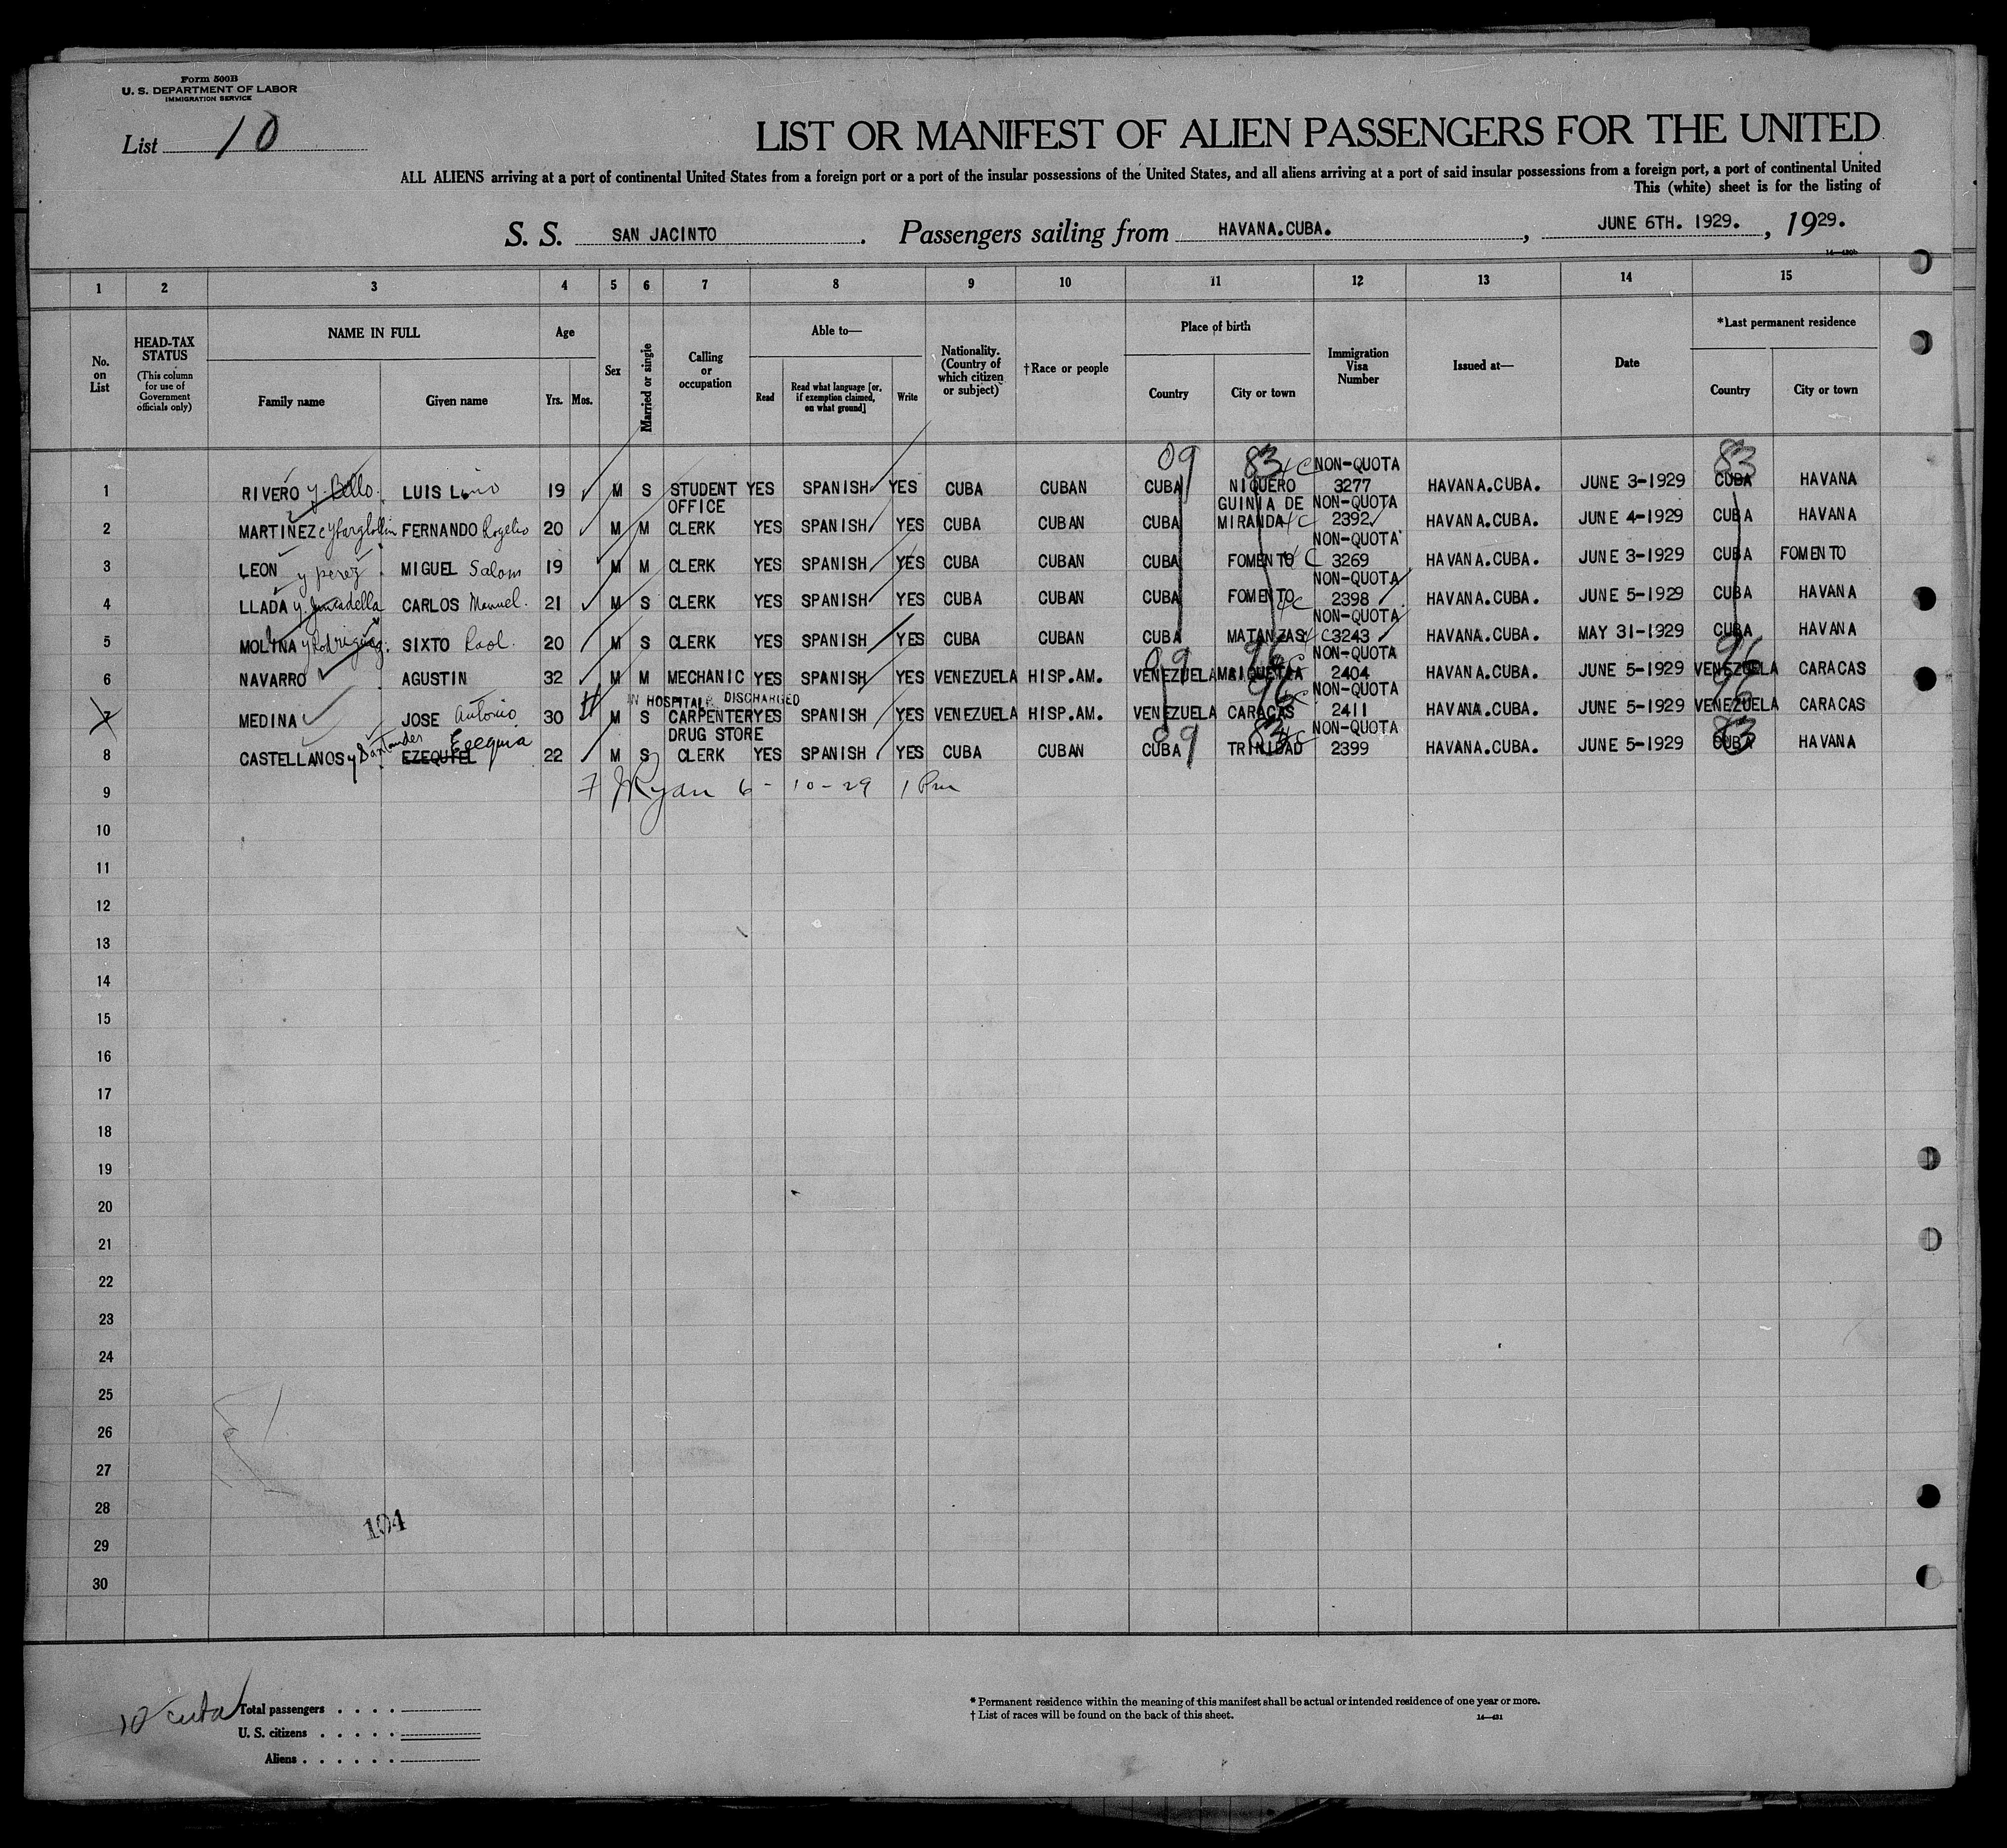 Form 500B
U. S. DEPARTMENT OF LABOR
IMMIGRATION SERVICE
List 10
LIST OR MANIFEST OF ALIEN PASSENGERS FOR THE UNITED
ALL ALIENS arriving at a port of continental United States from a foreign port or a port of the insular possessions of the United States, and all aliens arriving at a port of said insular possessions from a foreign port, a port of continental United
This (white) sheet is for the listing of
S. S. SAN JACINTO . Passengers sailing from HAVANA.CUBA. , JUNE 6TH. 1929. , 1929.
1 2 3 4 5 6 7 8 9 10 11 12 13 14 15
No. on List
HEAD-TAX STATUS (This column for use of Government officials only)
NAME IN FULL
Family name
Given name
Age
Yrs.
Mos.
Sex
Married or single
Calling or occupation
Able to—
Read
Read what language [or, if exemption claimed, on what ground]
Write
Nationality. (Country of which citizen or subject)
†Race or people
Place of birth
Country
City or town
Immigration Visa Number
Issued at—
Date
*Last permanent residence
Country
City or town
09 83 83
1 RIVERO y Bello LUIS 19 M S STUDENT YES SPANISH YES CUBA CUBAN CUBA NIQUERO NON-QUOTA 3277 HAVANA.CUBA. JUNE 3-1929 CUBA HAVANA
2 MARTINEZ FERNANDO Rogelio 20 M M OFFICE CLERK YES SPANISH YES CUBA CUBAN CUBA GUINIA DE MIRANDA NON-QUOTA 2392 HAVANA.CUBA. JUNE 4-1929 CUBA HAVANA
3 LEON y perez MIGUEL Salom 19 M M CLERK YES SPANISH YES CUBA CUBAN CUBA FOMENTO NON-QUOTA 3269 HAVANA.CUBA. JUNE 3-1929 CUBA FOMENTO
4 LLADA y CARLOS Manuel. 21 M S CLERK YES SPANISH YES CUBA CUBAN CUBA FOMENTO NON-QUOTA 2398 HAVANA.CUBA. JUNE 5-1929 CUBA HAVANA
5 MOLINA y Rodriguez. SIXTO Raol. 20 M S CLERK YES SPANISH YES CUBA CUBAN CUBA MATANZAS NON-QUOTA 3243 HAVANA.CUBA. MAY 31-1929 CUBA HAVANA
09 96 96
6 NAVARRO AGUSTIN 32 M M MECHANIC YES SPANISH YES VENEZUELA HISP.AM. VENEZUELA NON-QUOTA 2404 HAVANA.CUBA. JUNE 5-1929 VENEZUELA CARACAS
IN HOSPITAL DISCHARGED
7 MEDINA JOSE Antonio 30 M S CARPENTER YES SPANISH YES VENEZUELA HISP.AM. VENEZUELA CARACAS NON-QUOTA 2411 HAVANA.CUBA. JUNE 5-1929 VENEZUELA CARACAS
8 CASTELLANOS y EZEQUIEL 22 M S DRUG STORE CLERK YES SPANISH YES CUBA CUBAN CUBA TRINIDAD NON-QUOTA 2399 HAVANA.CUBA. JUNE 5-1929 CUBA HAVANA
9 7 JRyan 6-10-29 1 Pm
10
11
12
13
14
15
16
17
18
19
20
21
22
23
24
25
26
27
28
104
29
30
10 cuba
Total passengers
U. S. citizens
Aliens
* Permanent residence within the meaning of this manifest shall be actual or intended residence of one year or more.
† List of races will be found on the back of this sheet.
14—431